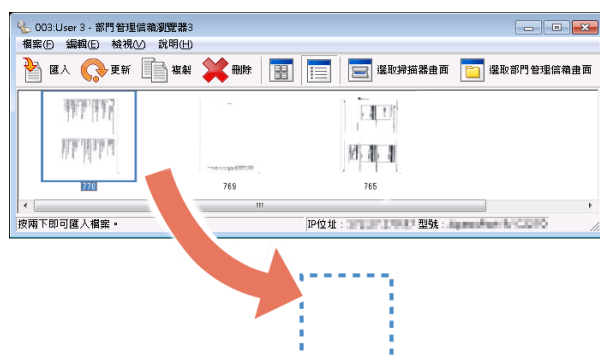 003:User 3 - 部門管理信箱瀏覽器3
檔案(F) 編輯(E) 檢視(V) 說明(H)
匯入 更新 複製 刪除 選取掃描器畫面 選取部門管理信箱畫面
770 769 765
按兩下即可匯入檔案。 IP位址: 型號: